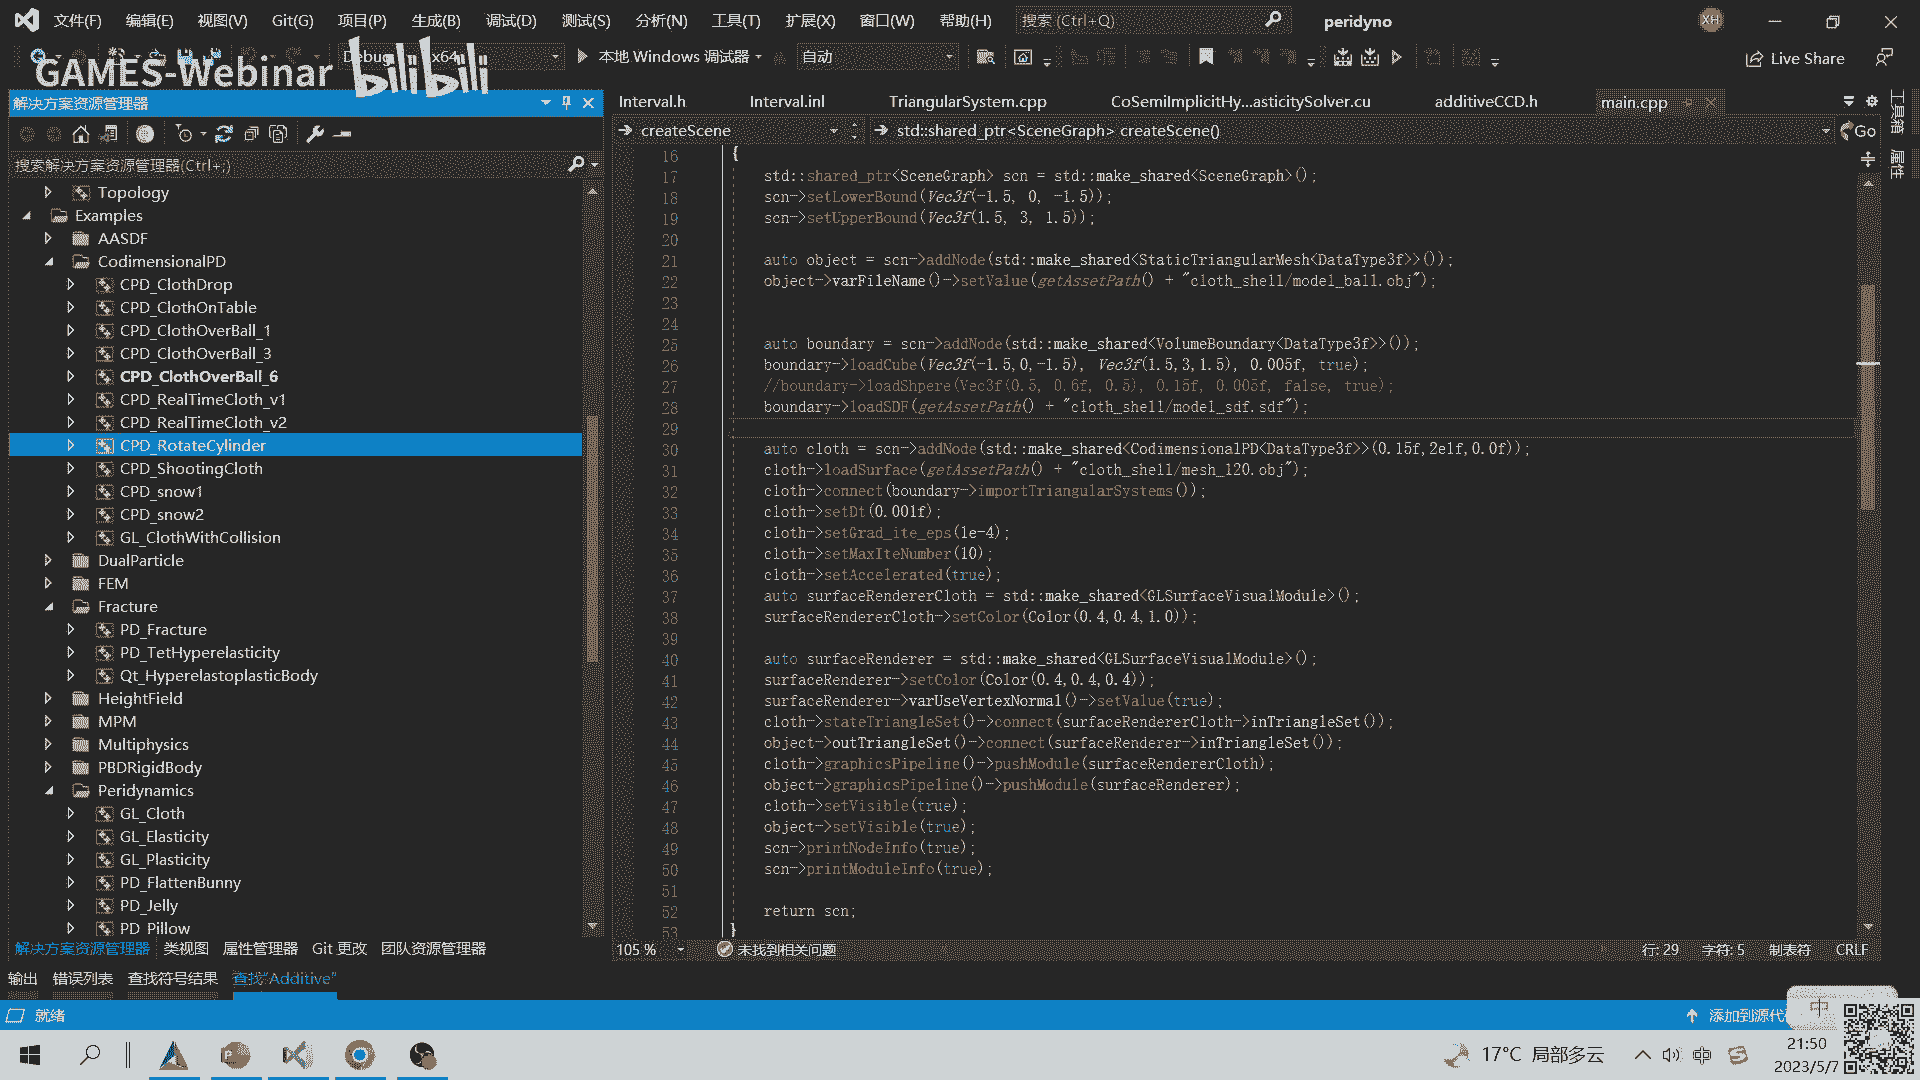 文件(F) 编辑(E) 视图(V) Git(G) 项目(P) 生成(B) 调试(D) 测试(S) 分析(N) 工具(T) 扩展(X) 窗口(W) 帮助(H) 搜索 (Ctrl+Q) peridyno XH
Debug x64 本地 Windows 调试器 自动 Live Share
GAMES-Webinar bilibili
解决方案资源管理器
搜索解决方案资源管理器(Ctrl+;)
Topology
Examples
AASDF
CodimensionalPD
CPD_ClothDrop
CPD_ClothOnTable
CPD_ClothOverBall_1
CPD_ClothOverBall_3
CPD_ClothOverBall_6
CPD_RealTimeCloth_v1
CPD_RealTimeCloth_v2
CPD_RotateCylinder
CPD_ShootingCloth
CPD_snow1
CPD_snow2
GL_ClothWithCollision
DualParticle
FEM
Fracture
PD_Fracture
PD_TetHyperelasticity
Qt_HyperelastoplasticBody
HeightField
MPM
Multiphysics
PBDRigidBody
Peridynamics
GL_Cloth
GL_Elasticity
GL_Plasticity
PD_FlattenBunny
PD_Jelly
PD_Pillow
解决方案资源管理器 类视图 属性管理器 Git 更改 团队资源管理器
Interval.h Interval.inl TriangularSystem.cpp CoSemiImplicitHy...asticitySolver.cu additiveCCD.h main.cpp
createScene std::shared_ptr<SceneGraph> createScene() Go
工具箱
属性
16 {
17 std::shared_ptr<SceneGraph> scn = std::make_shared<SceneGraph>();
18 scn->setLowerBound(Vec3f(-1.5, 0, -1.5));
19 scn->setUpperBound(Vec3f(1.5, 3, 1.5));
20
21 auto object = scn->addNode(std::make_shared<StaticTriangularMesh<DataType3f>>());
22 object->varFileName()->setValue(getAssetPath() + "cloth_shell/model_ball.obj");
23
24
25 auto boundary = scn->addNode(std::make_shared<VolumeBoundary<DataType3f>>());
26 boundary->loadCube(Vec3f(-1.5,0,-1.5), Vec3f(1.5,3,1.5), 0.005f, true);
27 //boundary->loadShpere(Vec3f(0.5, 0.6f, 0.5), 0.15f, 0.005f, false, true);
28 boundary->loadSDF(getAssetPath() + "cloth_shell/model_sdf.sdf");
29
30 auto cloth = scn->addNode(std::make_shared<CodimensionalPD<DataType3f>>(0.15f,2e1f,0.0f));
31 cloth->loadSurface(getAssetPath() + "cloth_shell/mesh_120.obj");
32 cloth->connect(boundary->importTriangularSystems());
33 cloth->setDt(0.001f);
34 cloth->setGrad_ite_eps(1e-4);
35 cloth->setMaxIteNumber(10);
36 cloth->setAccelerated(true);
37 auto surfaceRendererCloth = std::make_shared<GLSurfaceVisualModule>();
38 surfaceRendererCloth->setColor(Color(0.4,0.4,1.0));
39
40 auto surfaceRenderer = std::make_shared<GLSurfaceVisualModule>();
41 surfaceRenderer->setColor(Color(0.4,0.4,0.4));
42 surfaceRenderer->varUseVertexNormal()->setValue(true);
43 cloth->stateTriangleSet()->connect(surfaceRendererCloth->inTriangleSet());
44 object->outTriangleSet()->connect(surfaceRenderer->inTriangleSet());
45 cloth->graphicsPipeline()->pushModule(surfaceRendererCloth);
46 object->graphicsPipeline()->pushModule(surfaceRenderer);
47 cloth->setVisible(true);
48 object->setVisible(true);
49 scn->printNodeInfo(true);
50 scn->printModuleInfo(true);
51
52 return scn;
53 }
105 % 未找到相关问题 行: 29 字符: 5 制表符 CRLF
输出 错误列表 查找符号结果 查找"Additive"
就绪 添加到源代
中
17°C 局部多云 中 21:50
2023/5/7